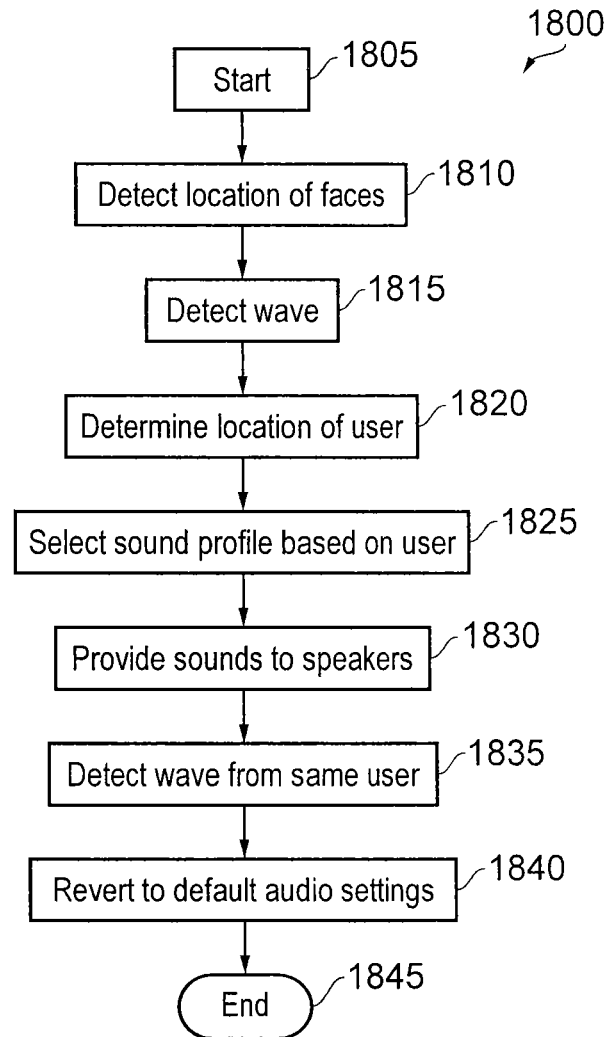 1800
Start
1805
Detect location of faces
1810
Detect wave
1815
Determine location of user
1820
Select sound profile based on user
1825
Provide sounds to speakers
1830
Detect wave from same user
1835
Revert to default audio settings
1840
End
1845